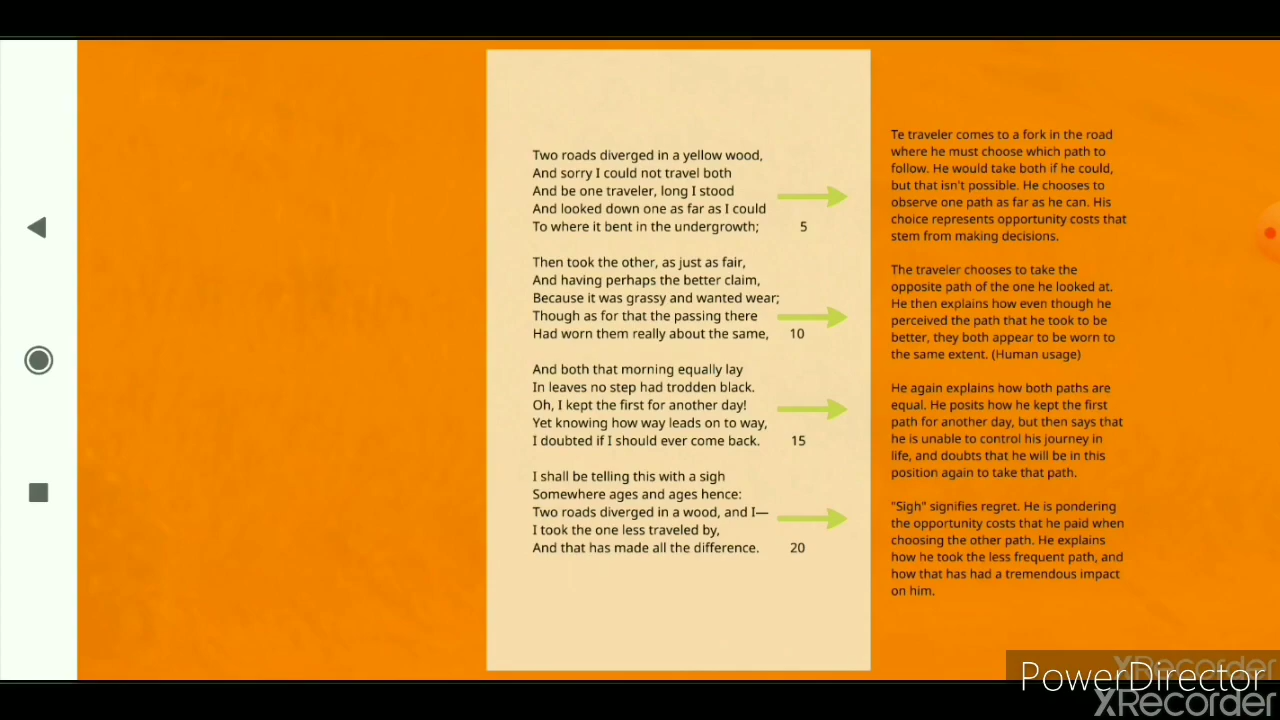 Two roads diverged in a yellow wood,
And sorry I could not travel both
And be one traveler, long I stood
And looked down one as far as I could
To where it bent in the undergrowth; 5
Then took the other, as just as fair,
And having perhaps the better claim,
Because it was grassy and wanted wear;
Though as for that the passing there
Had worn them really about the same, 10
And both that morning equally lay
In leaves no step had trodden black.
Oh, I kept the first for another day!
Yet knowing how way leads on to way,
I doubted if I should ever come back. 15
I shall be telling this with a sigh
Somewhere ages and ages hence:
Two roads diverged in a wood, and I—
I took the one less traveled by,
And that has made all the difference. 20
Te traveler comes to a fork in the road
where he must choose which path to
follow. He would take both if he could,
but that isn't possible. He chooses to
observe one path as far as he can. His
choice represents opportunity costs that
stem from making decisions.
The traveler chooses to take the
opposite path of the one he looked at.
He then explains how even though he
perceived the path that he took to be
better, they both appear to be worn to
the same extent. (Human usage)
He again explains how both paths are
equal. He posits how he kept the first
path for another day, but then says that
he is unable to control his journey in
life, and doubts that he will be in this
position again to take that path.
"Sigh" signifies regret. He is pondering
the opportunity costs that he paid when
choosing the other path. He explains
how he took the less frequent path, and
how that has had a tremendous impact
on him.
XRecorder
PowerDirector
XRecorder